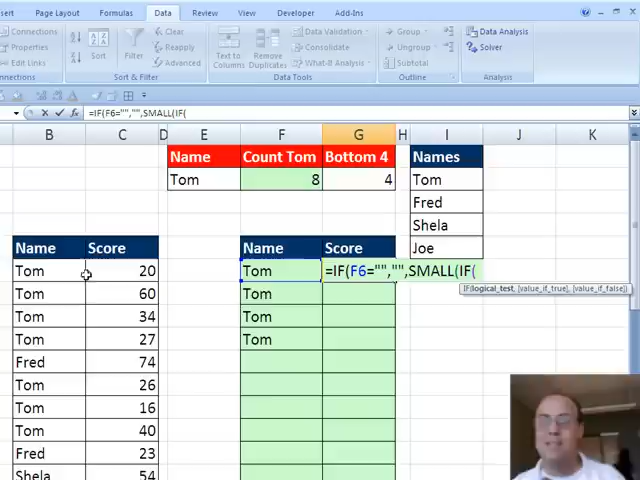 nsert Page Layout Formulas Data Review View Developer Add-Ins
Connections
Properties
Edit Links
nnections
Sort
Sort & Filter
Filter
Clear
Reapply
Advanced
Text to Columns
Remove Duplicates
Data Validation
Consolidate
What-If Analysis
Data Tools
Group
Ungroup
Subtotal
Outline
Data Analysis
Solver
Analysis
=IF(F6="","",SMALL(IF(
B C D E F G H I J K
Name Count Tom Bottom 4 Names
Tom 8 4 Tom
Fred
Shela
Name Score Name Score Joe
Tom 20 Tom =IF(F6="","",SMALL(IF(
IF(logical_test, [value_if_true], [value_if_false])
Tom 60 Tom
Tom 34 Tom
Tom 27 Tom
Fred 74
Tom 26
Tom 16
Tom 40
Fred 23
Shela 54